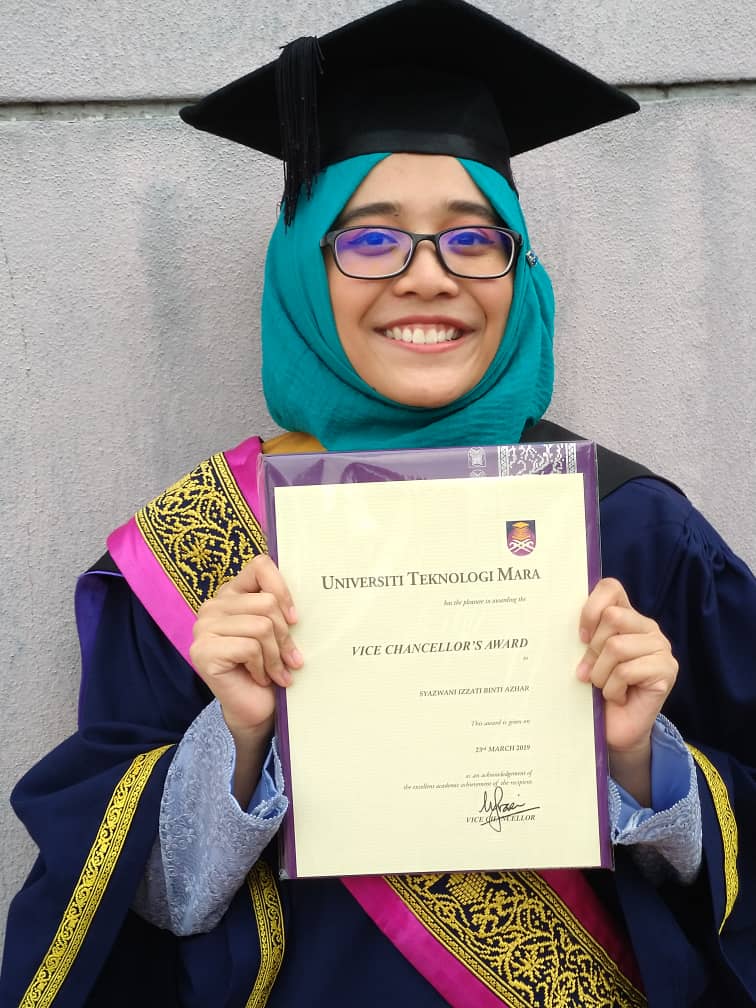 UNIVERSITI TEKNOLOGI MARA
has the pleasure in awarding the
VICE CHANCELLOR'S AWARD
to
SYAZWANI IZZATI BINTI AZHAR
This award is given on
23rd MARCH 2019
as an acknowledgement of
the excellent academic achievement of the recipient
VICE CHANCELLOR